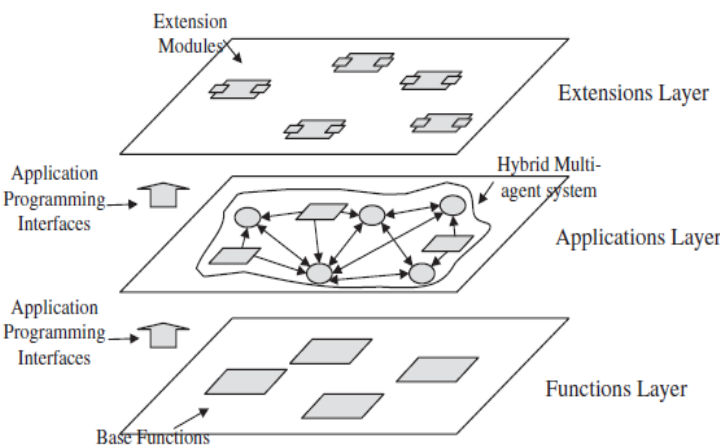 Extension
Modules
Extensions Layer
Application
Programming
Interfaces
Hybrid Multi-
agent system
Applications Layer
Application
Programming
Interfaces
Functions Layer
Base Functions